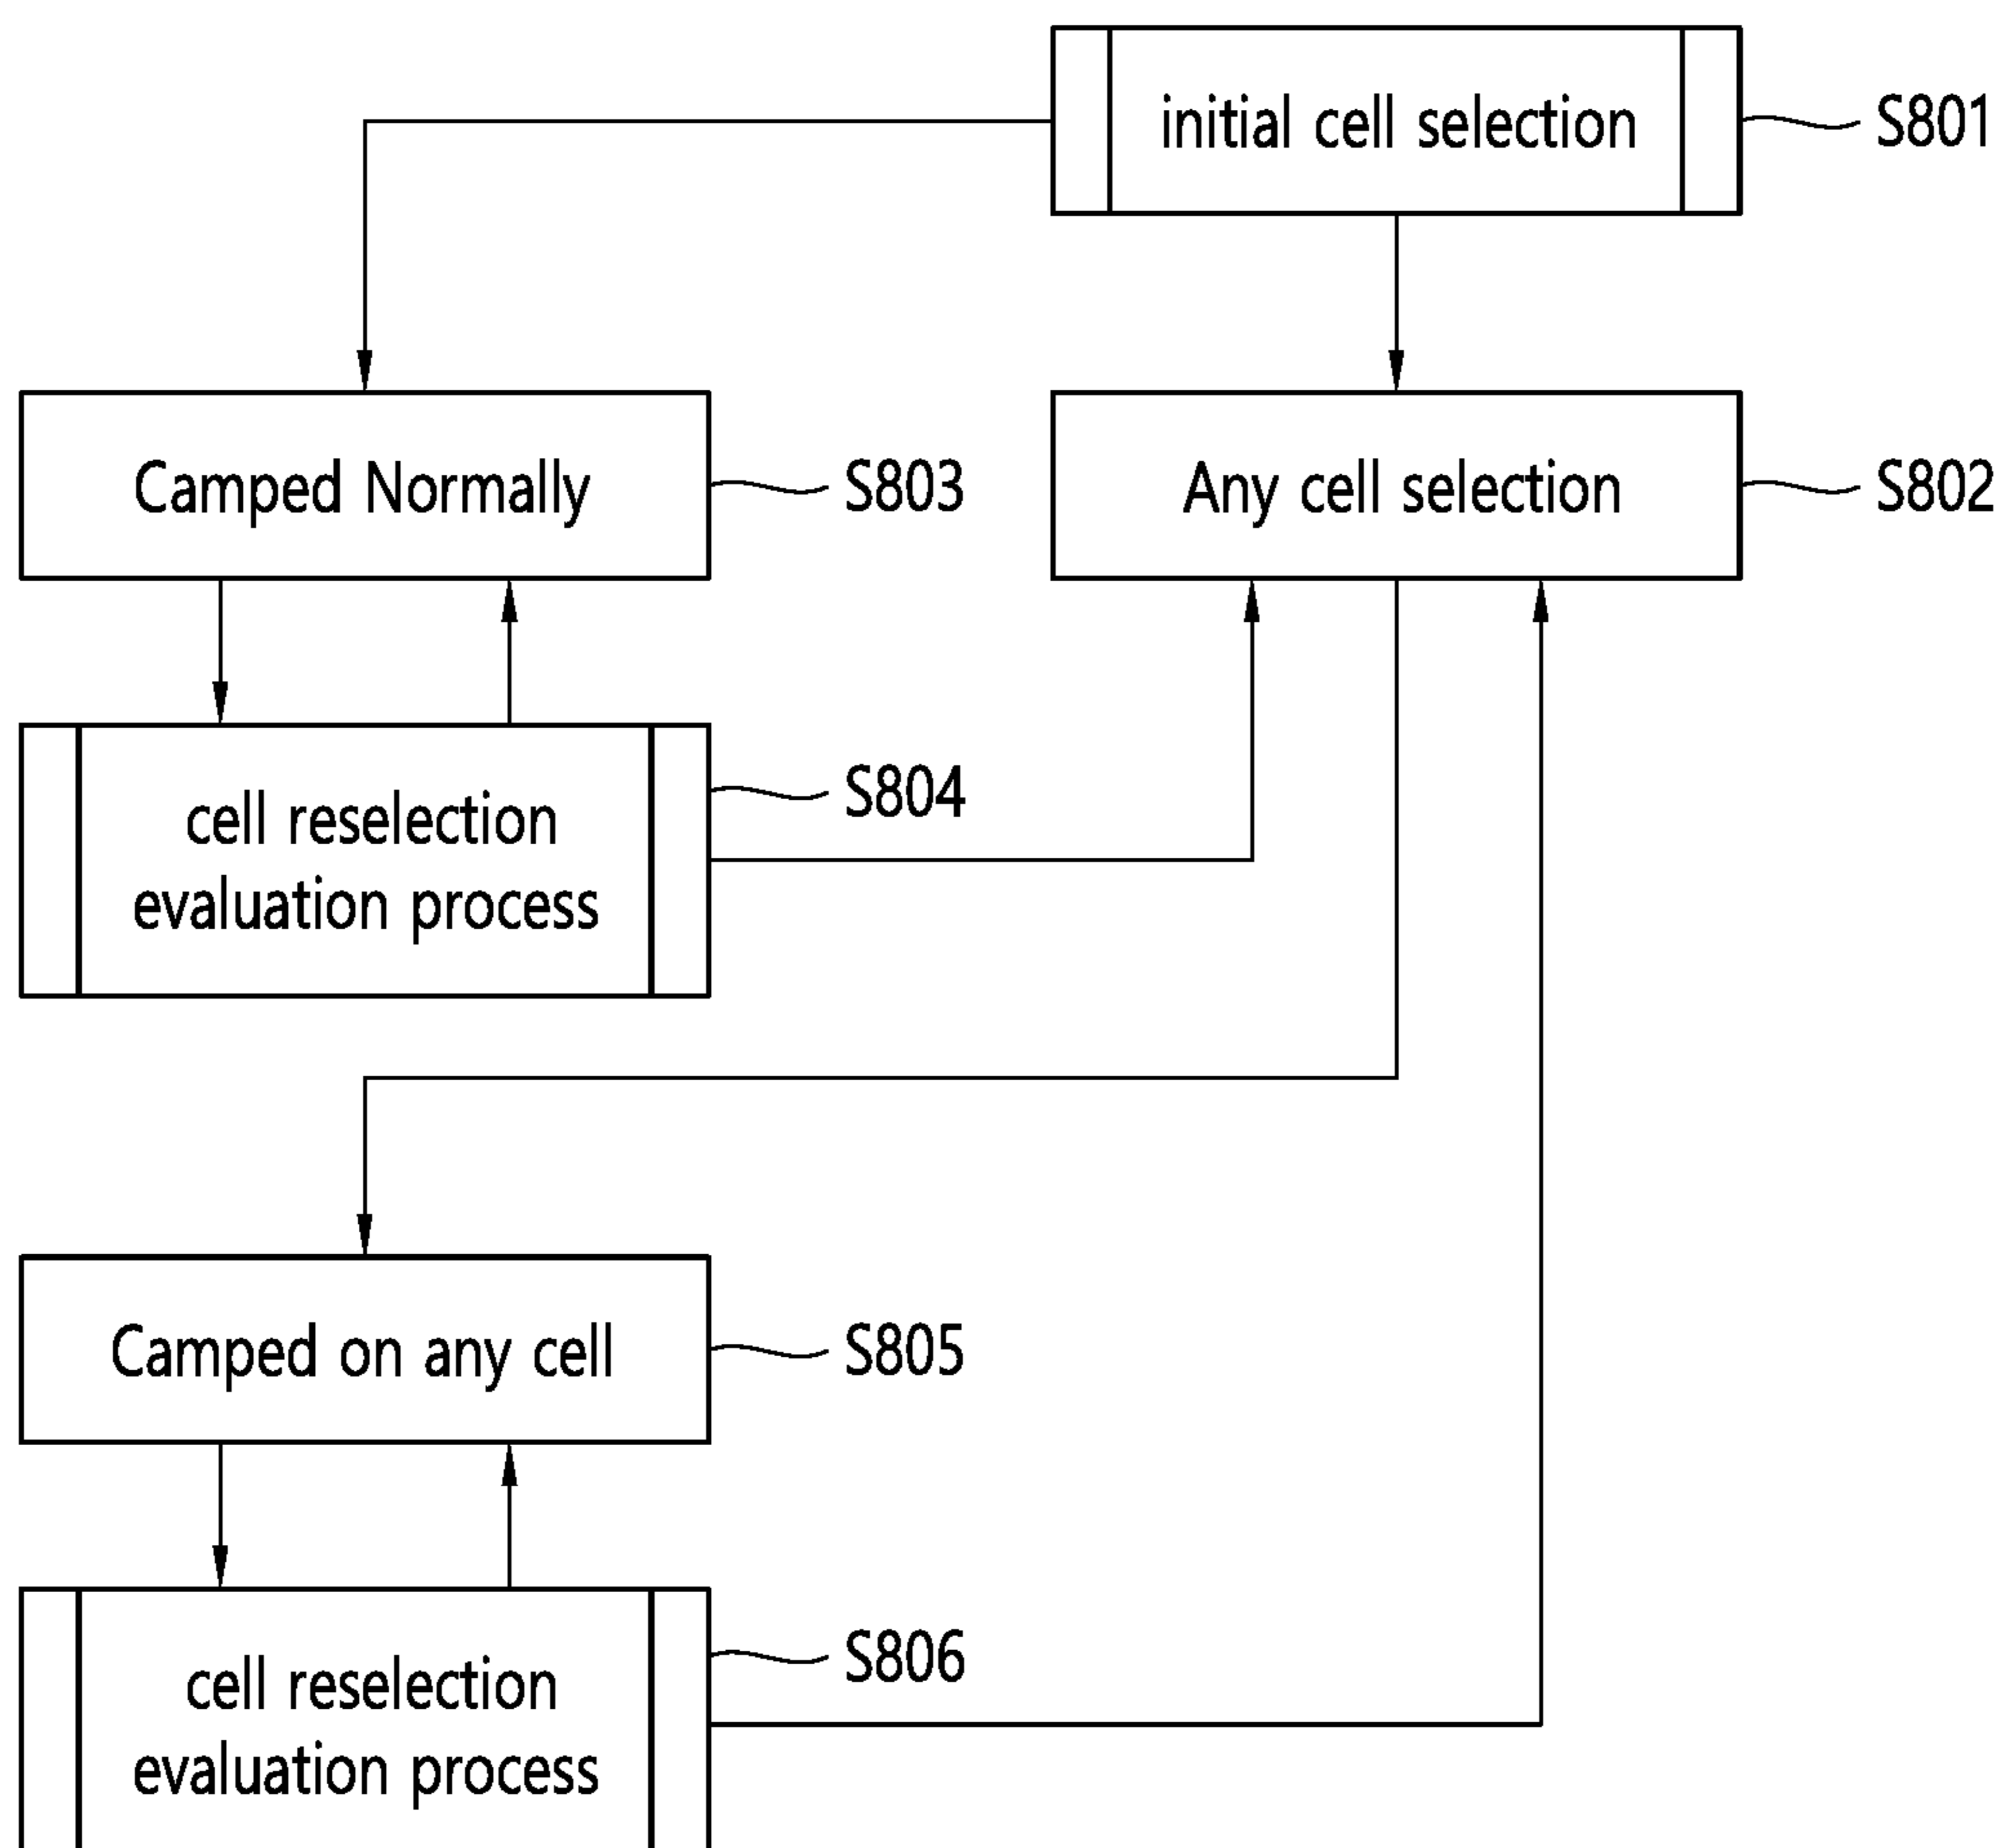 initial cell selection
S801
Camped Normally
S803
Any cell selection
S802
cell reselection
evaluation process
S804
Camped on any cell
S805
cell reselection
evaluation process
S806